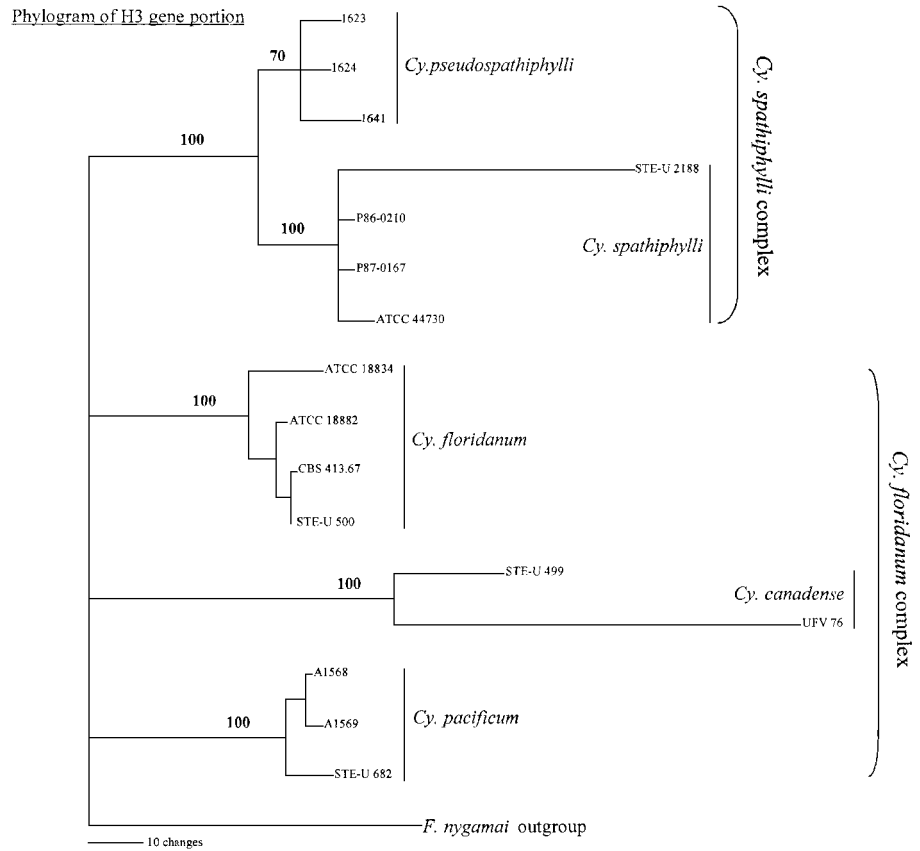 Phylogram of H3 gene portion
1623
70
1624
Cy.pseudospathiphylli
1641
100
STE-U 2188
P86-0210
100
Cy. spathiphylli
P87-0167
ATCC 44730
Cy. spathiphylli complex
ATCC 18834
100
ATCC 18882
Cy. floridanum
CBS 413.67
STE-U 500
STE-U 499
100
Cy. canadense
UFV 76
A1568
Cy. pacificum
100
A1569
STE-U 682
Cy. floridanum complex
F. nygamai outgroup
10 changes